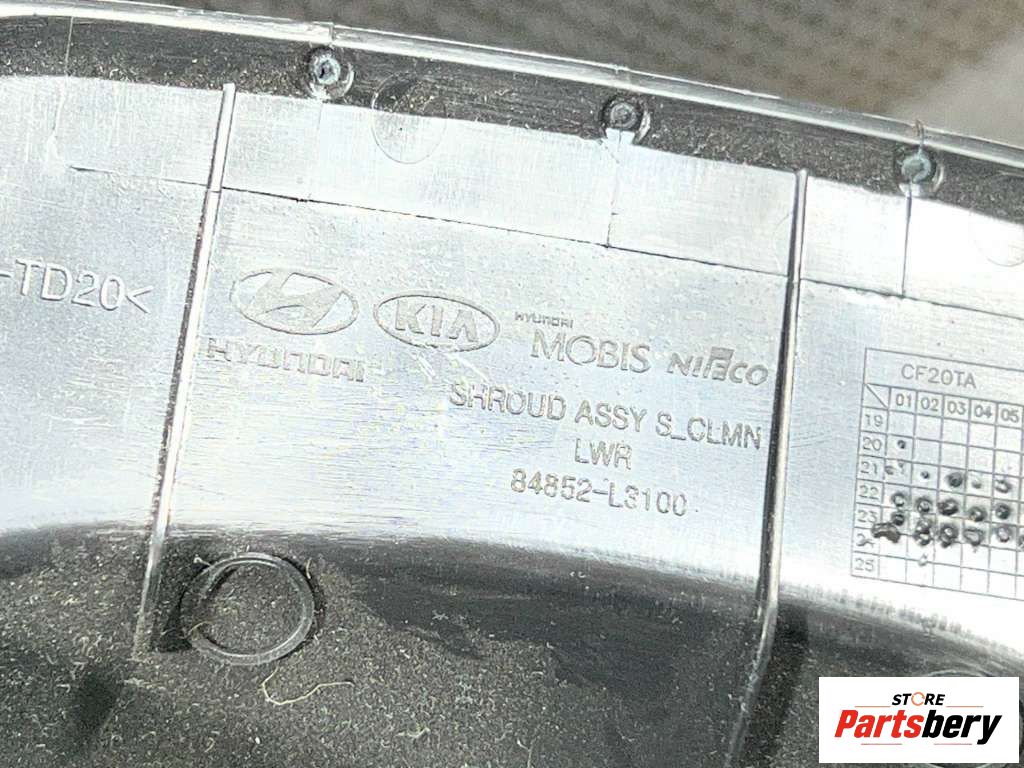 -TD20<
HYUNDAI
KIA
HYUNDAI
MOBIS
NIFCO
SHROUD ASSY S_CLMN
LWR
84852-L3100
CF20TA
01 02 03 04 05
19
20
21
22
23
24
25
STORE
Partsbery